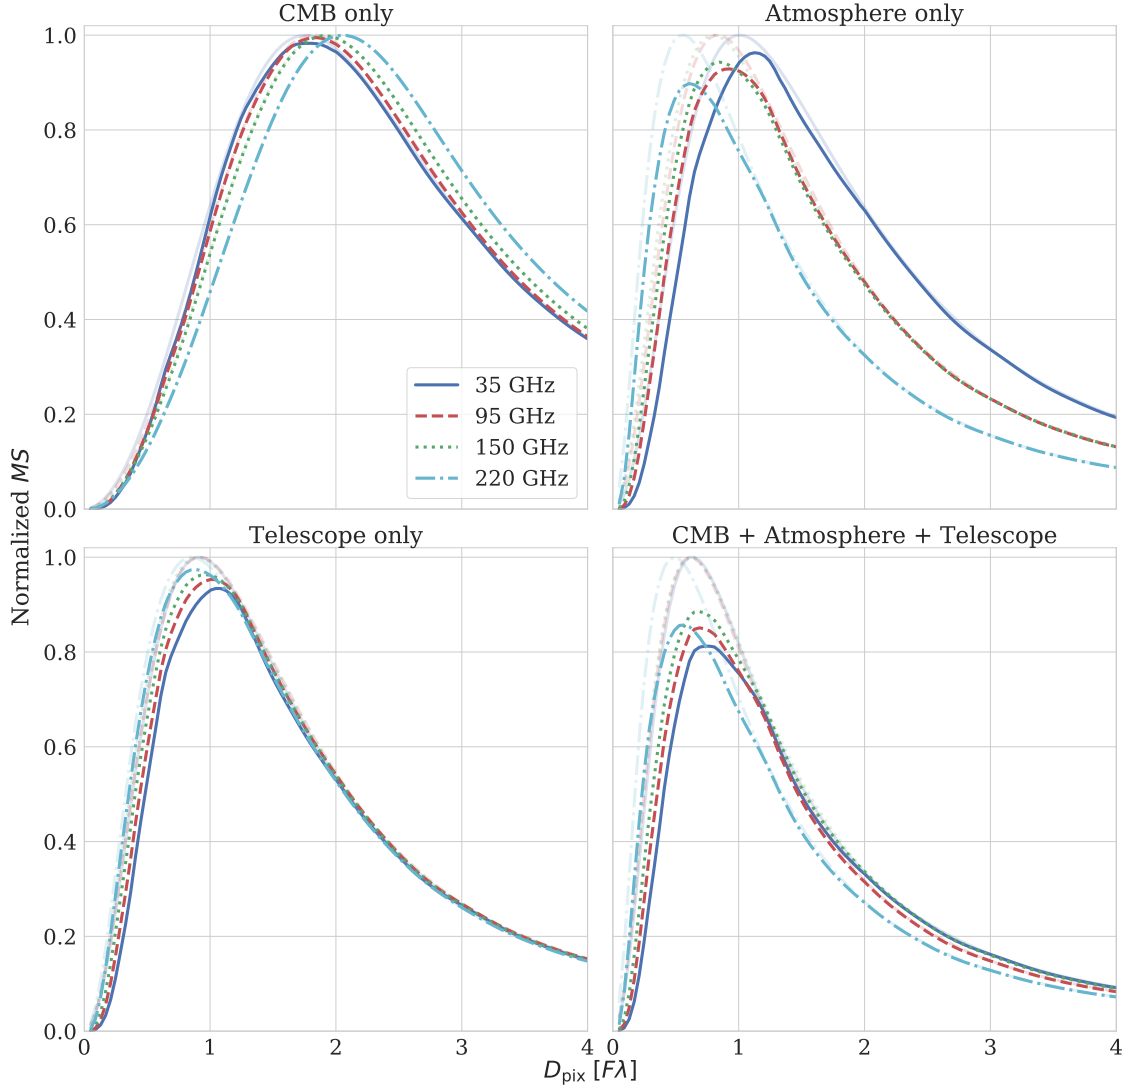 CMB only
Atmosphere only
1.0
0.8
0.6
0.4
0.2
0.0
35 GHz
95 GHz
150 GHz
220 GHz
Normalized MS
Telescope only
CMB + Atmosphere + Telescope
1.0
0.8
0.6
0.4
0.2
0.0
0 1 2 3 4
0 1 2 3 4
D_pix [Fλ]